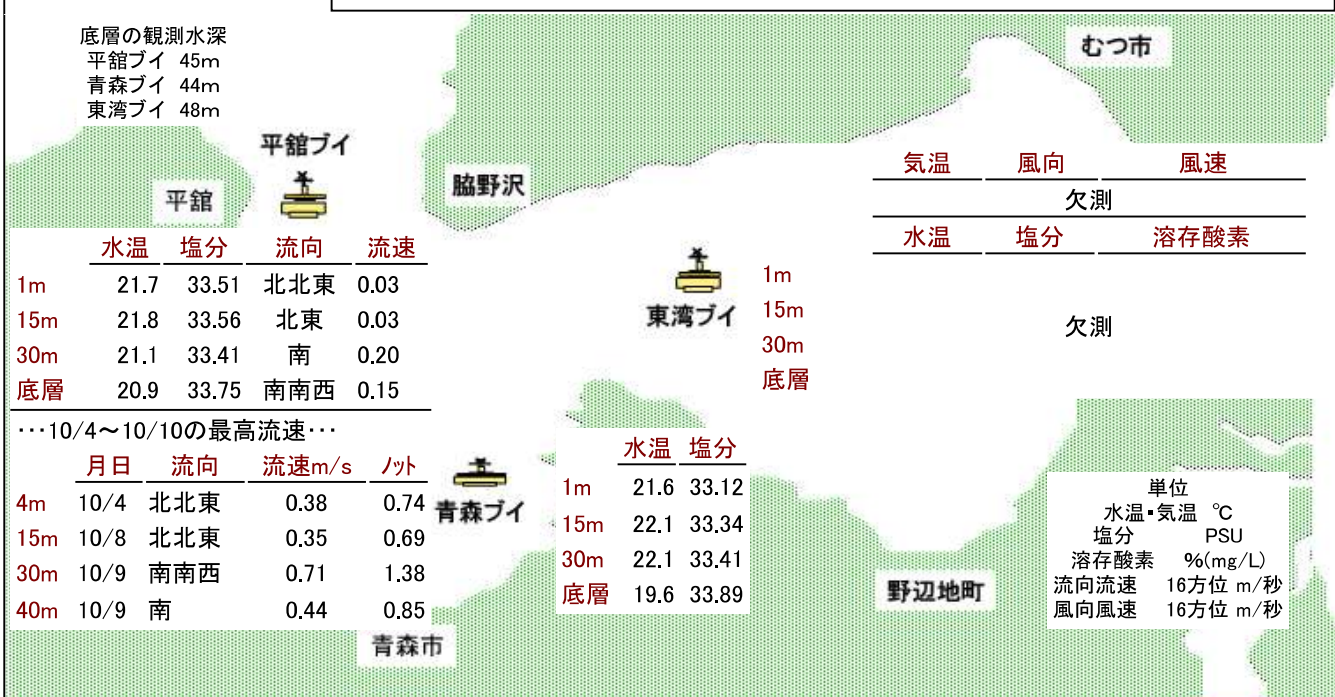 底層の観測水深
平舘ブイ 45m
青森ブイ 44m
東湾ブイ 48m
むつ市
平舘ブイ
脇野沢
平舘
気温 風向 風速
欠測
水温 塩分 溶存酸素
1m
15m
30m
底層
欠測
東湾ブイ
水温 塩分 流向 流速
1m 21.7 33.51 北北東 0.03
15m 21.8 33.56 北東 0.03
30m 21.1 33.41 南 0.20
底層 20.9 33.75 南南西 0.15
…10/4～10/10の最高流速…
月日 流向 流速m/s ノット
4m 10/4 北北東 0.38 0.74
15m 10/8 北北東 0.35 0.69
30m 10/9 南南西 0.71 1.38
40m 10/9 南 0.44 0.85
青森ブイ
水温 塩分
1m 21.6 33.12
15m 22.1 33.34
30m 22.1 33.41
底層 19.6 33.89
野辺地町
単位
水温・気温 ℃
塩分 PSU
溶存酸素 %(mg/L)
流向流速 16方位 m/秒
風向風速 16方位 m/秒
青森市